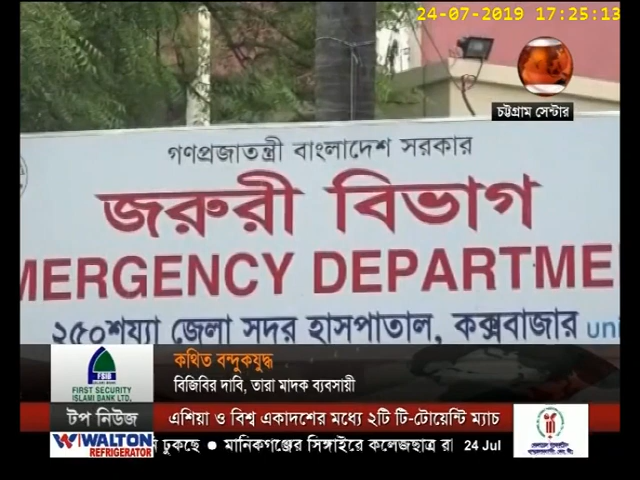 24-07-2019 17:25:13
চট্টগ্রাম সেন্টার
গণপ্রজাতন্ত্রী বাংলাদেশ সরকার
জরুরী বিভাগ
MERGENCY DEPARTME
২৫০শয্যা জেলা সদর হাসপাতাল, কক্সবাজার uni
কথিত বন্দুকযুদ্ধ
বিজিবির দাবি, তারা মাদক ব্যবসায়ী
FSIB
FIRST SECURITY
ISLAMI BANK LTD.
টপ নিউজ
এশিয়া ও বিশ্ব একাদশের মধ্যে ২টি টি-টোয়েন্টি ম্যাচ
WALTON
REFRIGERATOR
ঢুকছে ● মানিকগঞ্জের সিঙ্গাইরে কলেজছাত্র রা
24 Jul